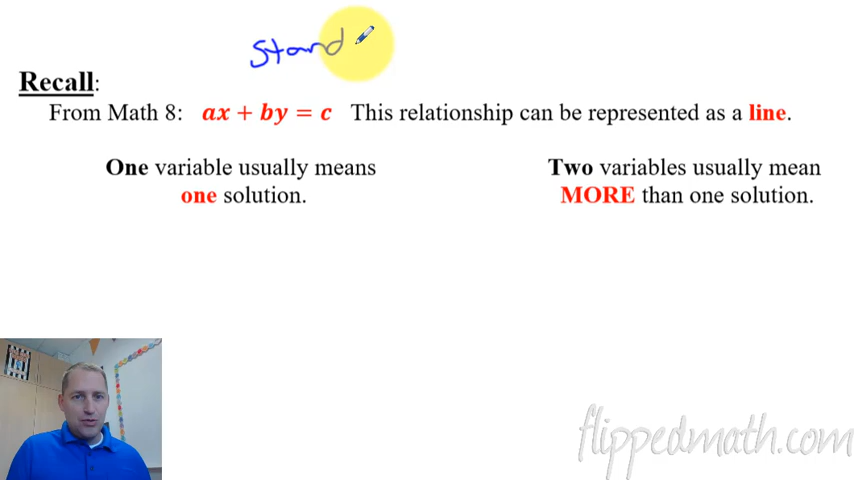 Stand
Recall:
From Math 8: ax + by = c This relationship can be represented as a line.
One variable usually means
one solution.
Two variables usually mean
MORE than one solution.
flippedmath.com